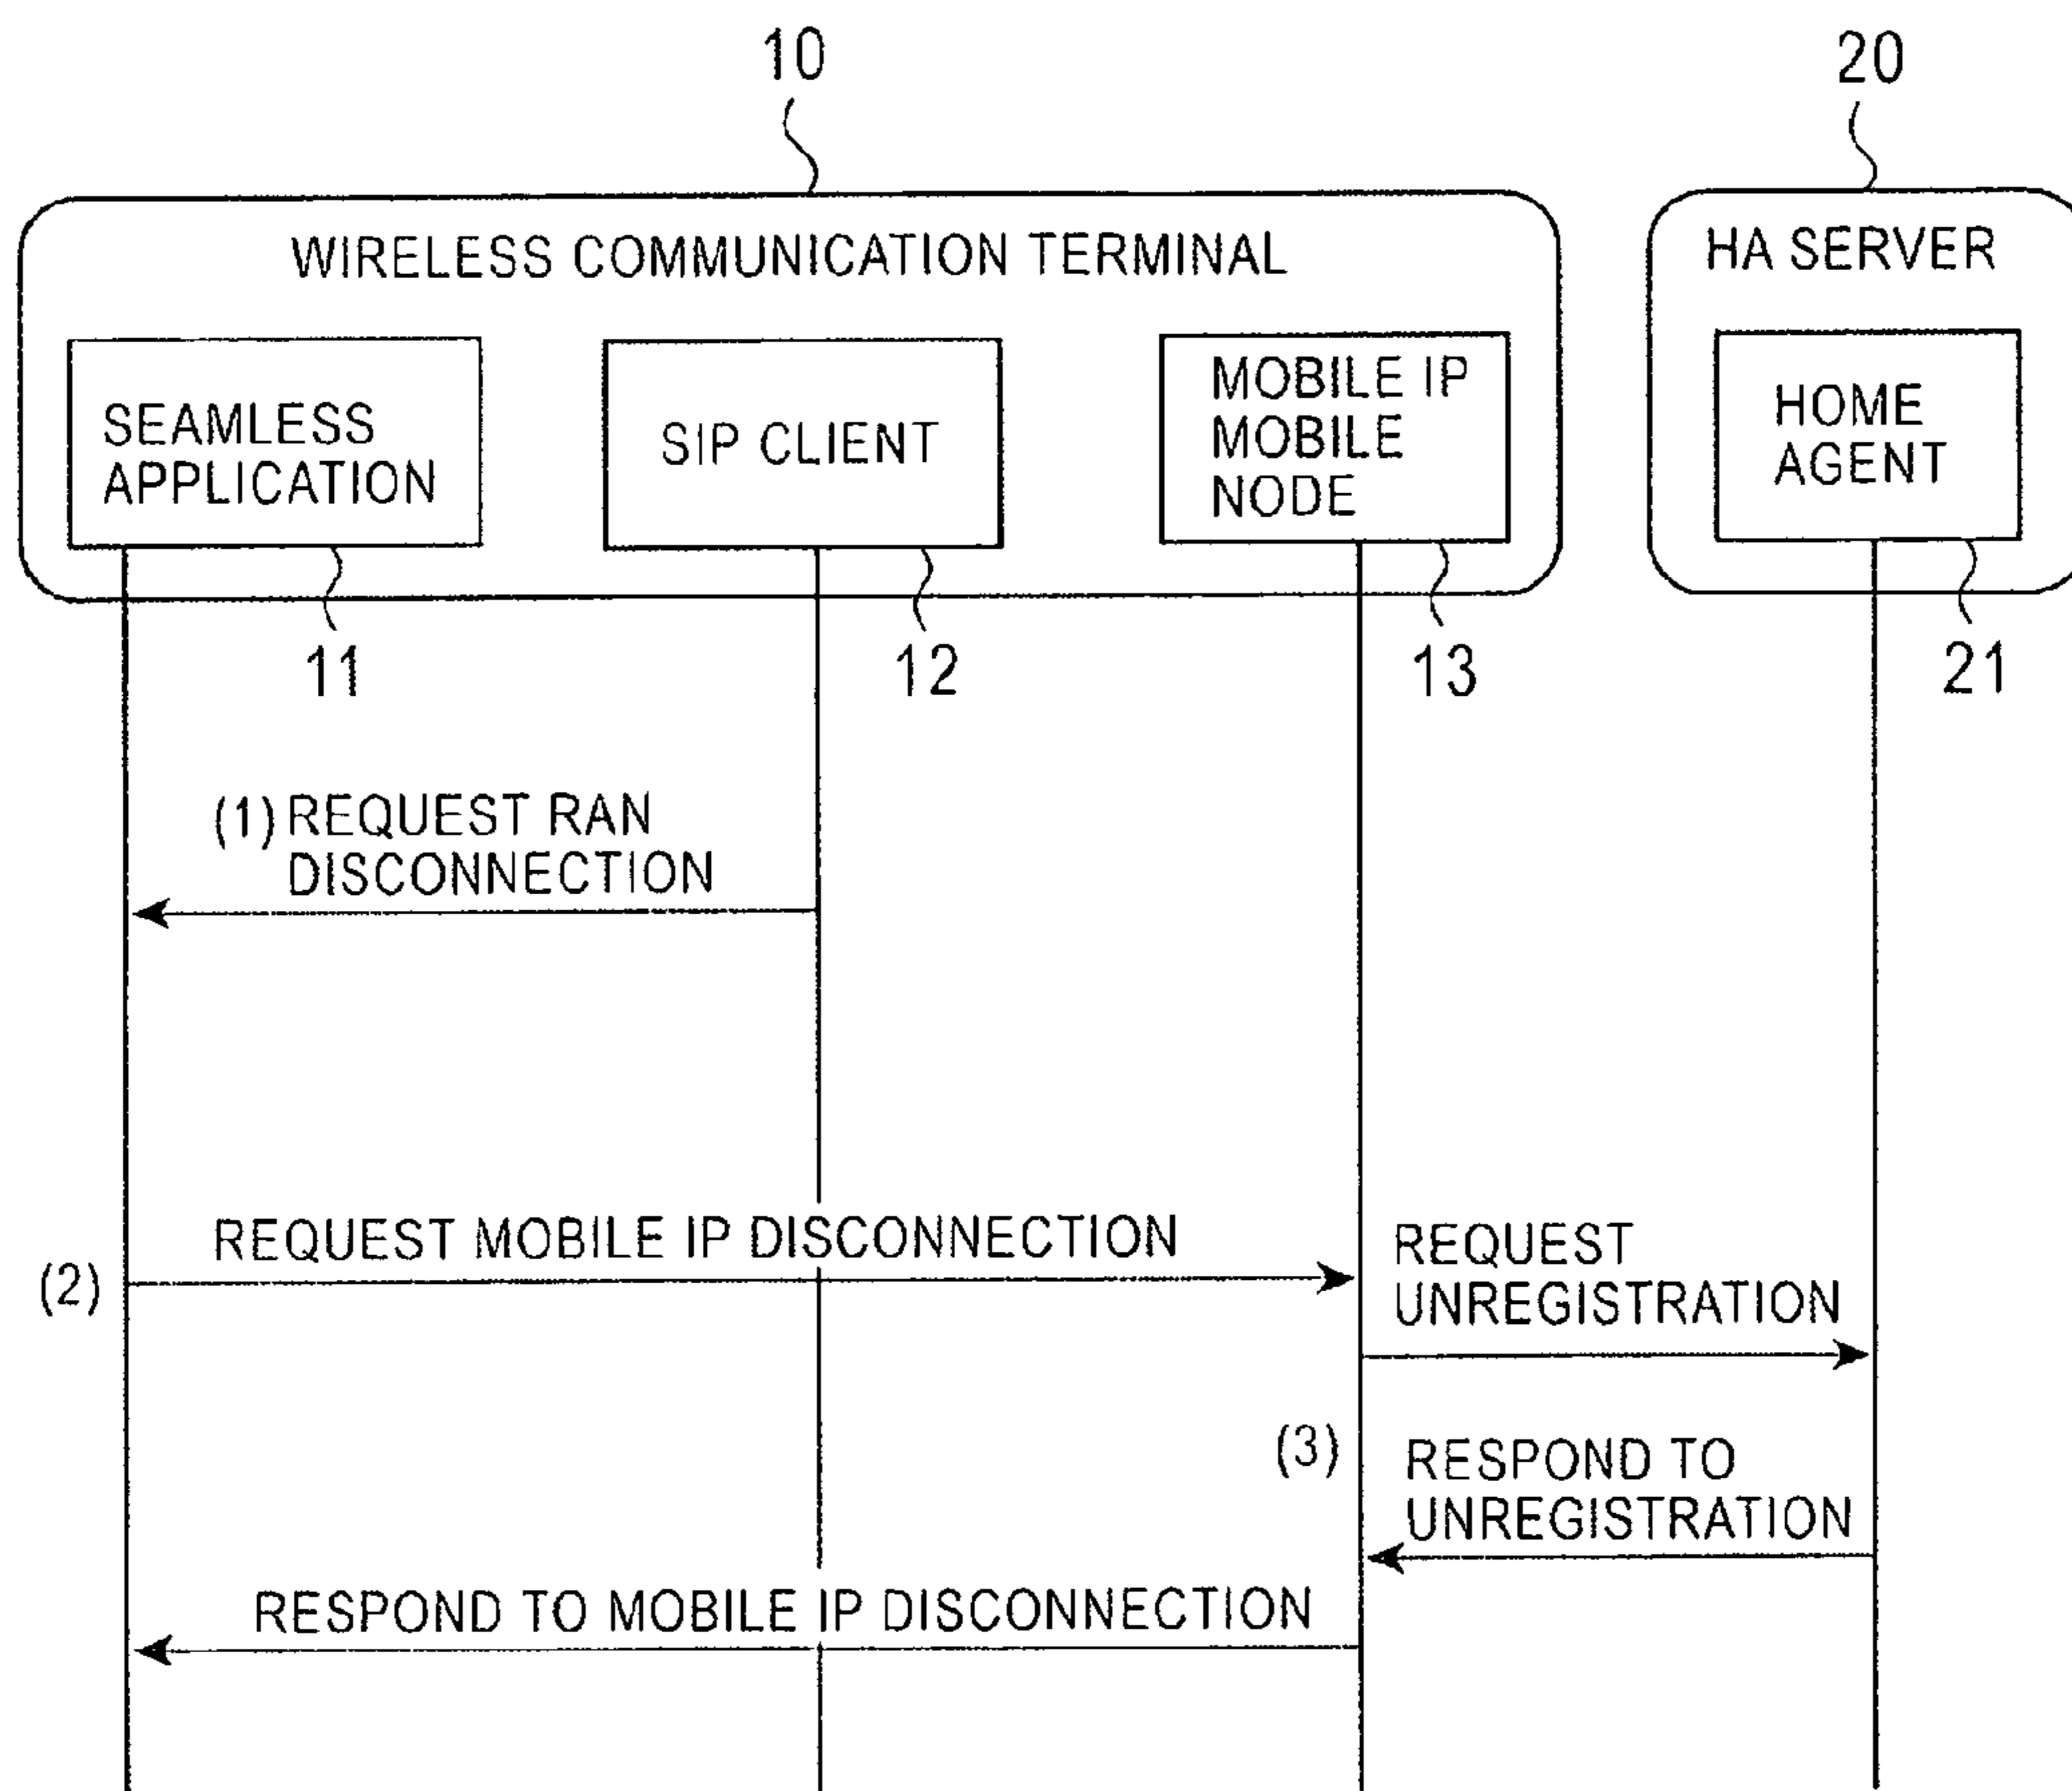 10
20
WIRELESS COMMUNICATION TERMINAL
HA SERVER
SEAMLESS
APPLICATION
SIP CLIENT
MOBILE IP
MOBILE
NODE
HOME
AGENT
11
12
13
21
(1) REQUEST RAN
DISCONNECTION
REQUEST MOBILE IP DISCONNECTION
(2)
REQUEST
UNREGISTRATION
(3)
RESPOND TO
UNREGISTRATION
RESPOND TO MOBILE IP DISCONNECTION